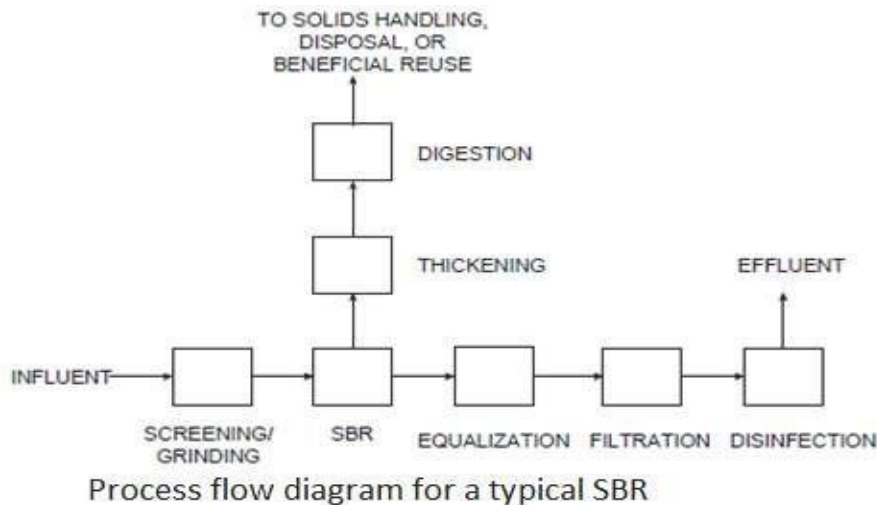 TO SOLIDS HANDLING,
DISPOSAL, OR
BENEFICIAL REUSE
DIGESTION
THICKENING
EFFLUENT
INFLUENT
SCREENING/
GRINDING
SBR
EQUALIZATION
FILTRATION
DISINFECTION
Process flow diagram for a typical SBR